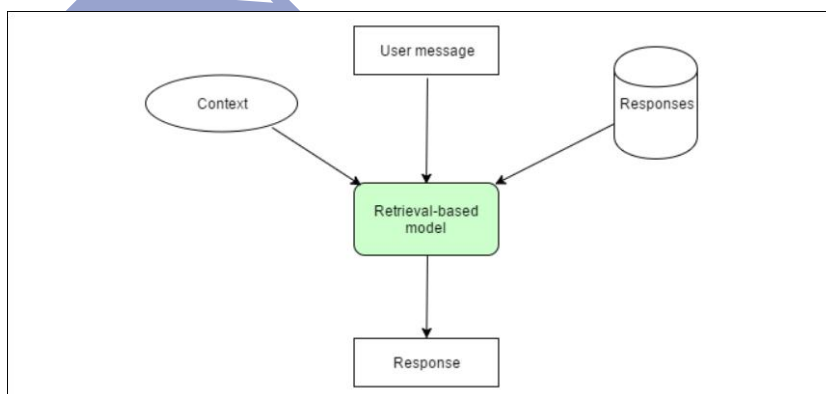 User message
Context
Responses
Retrieval-based
model
Response